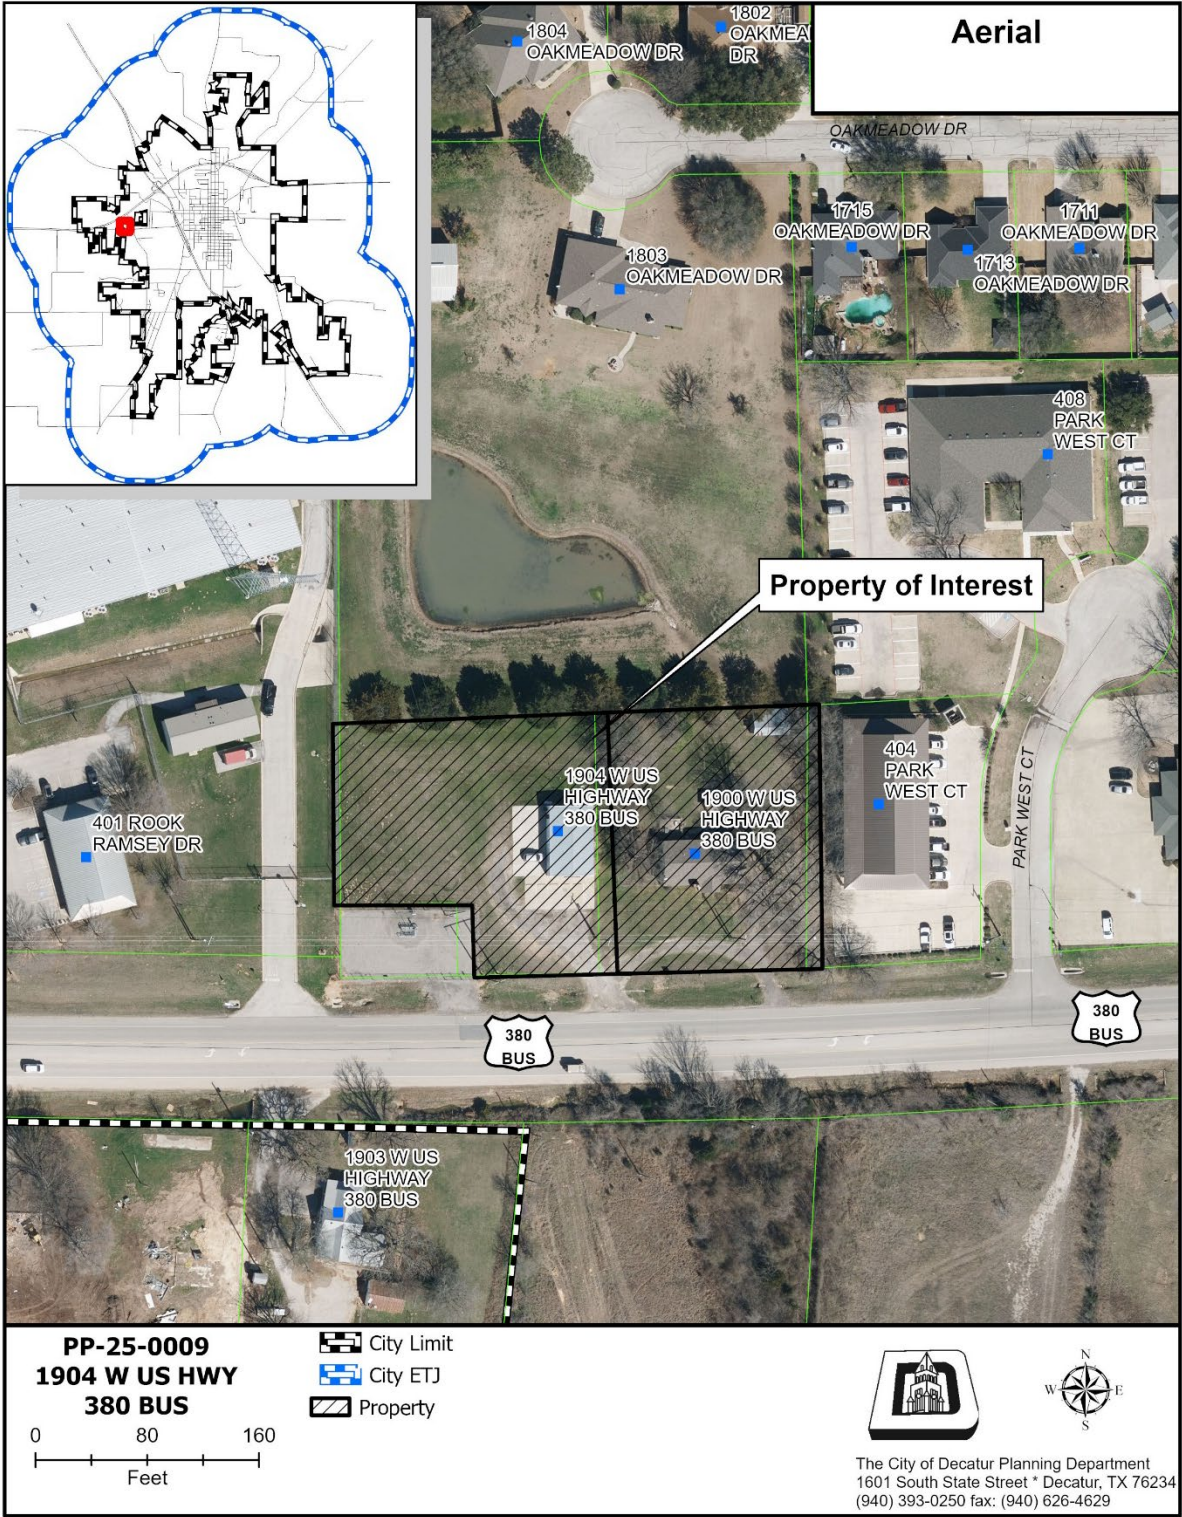 Aerial
1804
OAKMEADOW DR
1802
OAKMEA
DR
OAKMEADOW DR
1715
OAKMEADOW DR
1711
OAKMEADOW DR
1713
OAKMEADOW DR
1803
OAKMEADOW DR
408
PARK
WEST CT
Property of Interest
1904 W US
HIGHWAY
380 BUS
1900 W US
HIGHWAY
380 BUS
404
PARK
WEST CT
PARK WEST CT
401 ROOK
RAMSEY DR
380
BUS
380
BUS
1903 W US
HIGHWAY
380 BUS
PP-25-0009
1904 W US HWY
380 BUS
0 80 160
Feet
City Limit
City ETJ
Property
N
W E
S
The City of Decatur Planning Department
1601 South State Street * Decatur, TX 76234
(940) 393-0250 fax: (940) 626-4629